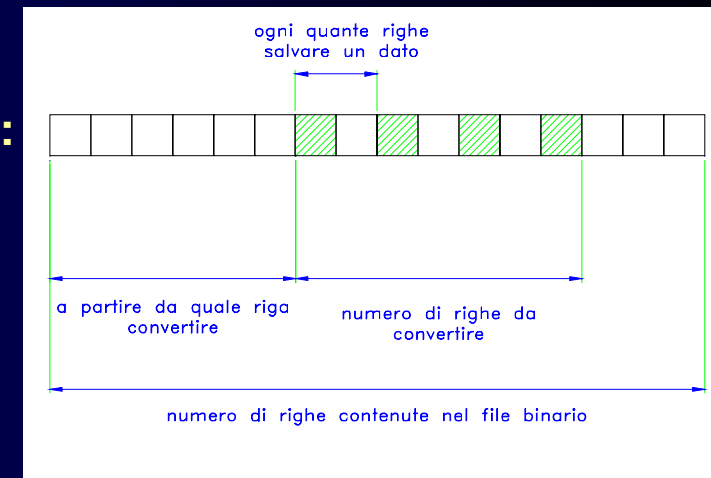 ogni quante righe
salvare un dato
a partire da quale riga
convertire
numero di righe da
convertire
numero di righe contenute nel file binario